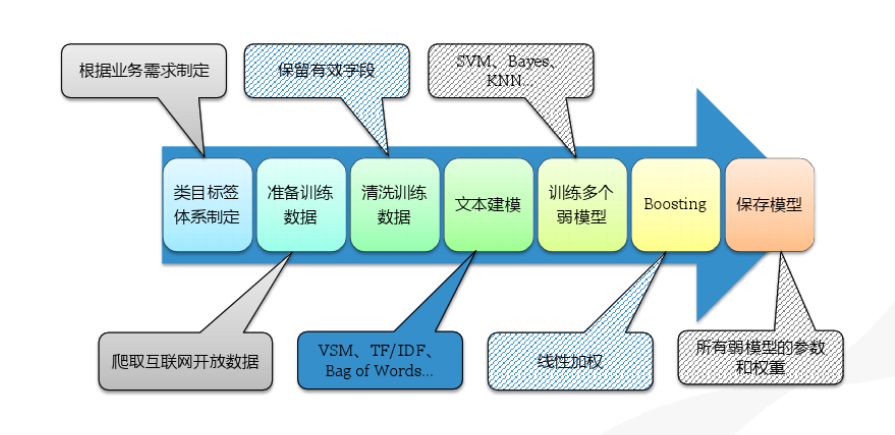 根据业务需求制定
保留有效字段
SVM、Bayes、
KNN...
类目标签
体系制定
准备训练
数据
清洗训练
数据
文本建模
训练多个
弱模型
Boosting
保存模型
爬取互联网开放数据
VSM、TF/IDF、
Bag of Words...
线性加权
所有弱模型的参数
和权重